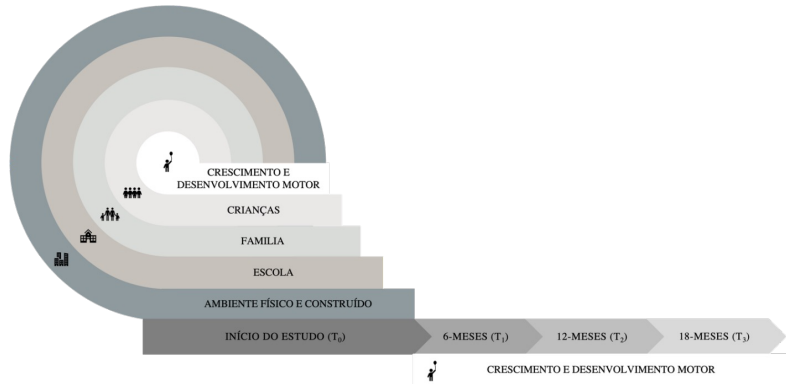 CRESCIMENTO E
DESENVOLVIMENTO MOTOR
CRIANÇAS
FAMILIA
ESCOLA
AMBIENTE FÍSICO E CONSTRUÍDO
INÍCIO DO ESTUDO (T₀) 6-MESES (T₁) 12-MESES (T₂) 18-MESES (T₃)
CRESCIMENTO E DESENVOLVIMENTO MOTOR